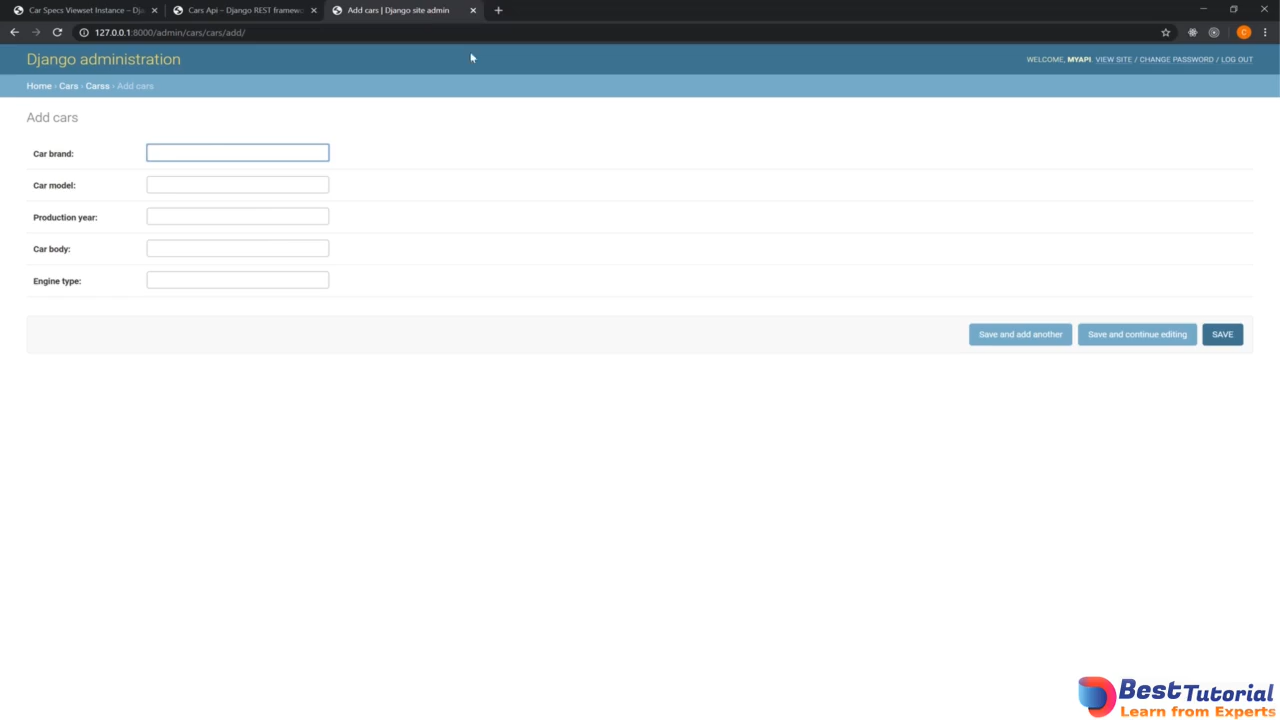 Car Specs Viewset Instance – Dja
Cars Api – Django REST framewo
Add cars | Django site admin
127.0.0.1:8000/admin/cars/cars/add/
Django administration
WELCOME, MYAPI. VIEW SITE / CHANGE PASSWORD / LOG OUT
Home › Cars › Carss › Add cars
Add cars
Car brand:
Car model:
Production year:
Car body:
Engine type:
Save and add another
Save and continue editing
SAVE
Best Tutorial
Learn from Experts